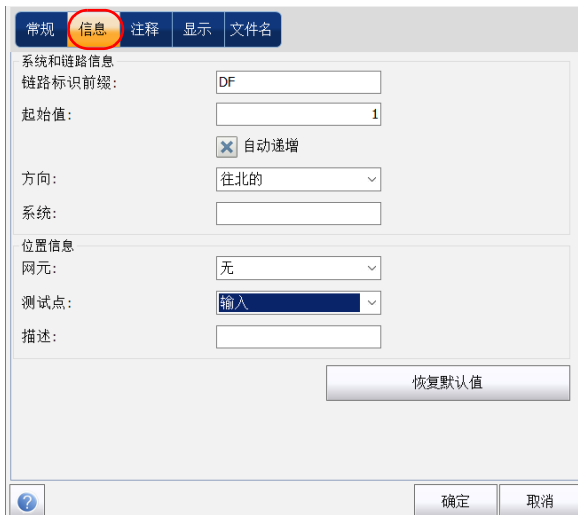 常规 信息 注释 显示 文件名
系统和链路信息
链路标识前缀: DF
起始值: 1
自动递增
方向: 往北的
系统:
位置信息
网元: 无
测试点: 输入
描述:
恢复默认值
? 确定 取消